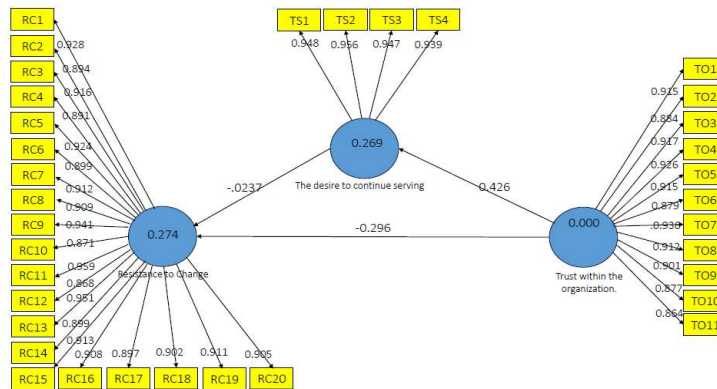 RC1
RC2
RC3
RC4
RC5
RC6
RC7
RC8
RC9
RC10
RC11
RC12
RC13
RC14
RC15
RC16
RC17
RC18
RC19
RC20
0.928
0.894
0.916
0.891
0.924
0.899
0.912
0.909
0.941
0.871
0.959
0.868
0.951
0.899
0.913
0.908
0.897
0.902
0.911
0.905
0.274
Resistance to Change
TS1
TS2
TS3
TS4
0.948
0.956
0.947
0.939
0.269
The desire to continue serving
-.0237
0.426
-0.296
0.000
Trust within the
organization.
TO1
TO2
TO3
TO4
TO5
TO6
TO7
TO8
TO9
TO10
TO11
0.915
0.884
0.917
0.926
0.915
0.879
0.938
0.912
0.901
0.877
0.864